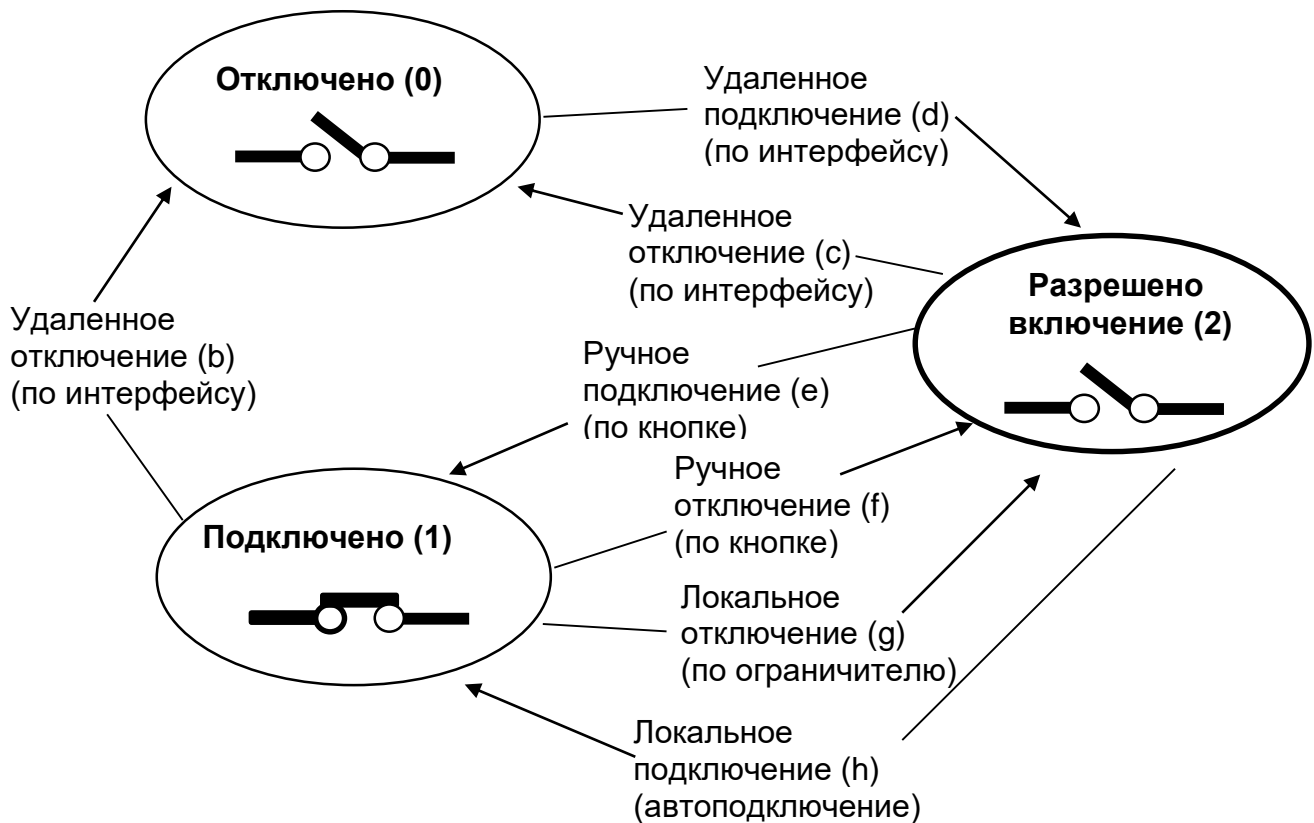 Отключено (0)
Удаленное
подключение (d)
(по интерфейсу)
Удаленное
отключение (c)
(по интерфейсу)
Разрешено
включение (2)
Удаленное
отключение (b)
(по интерфейсу)
Ручное
подключение (e)
(по кнопке)
Ручное
отключение (f)
(по кнопке)
Подключено (1)
Локальное
отключение (g)
(по ограничителю)
Локальное
подключение (h)
(автоподключение)